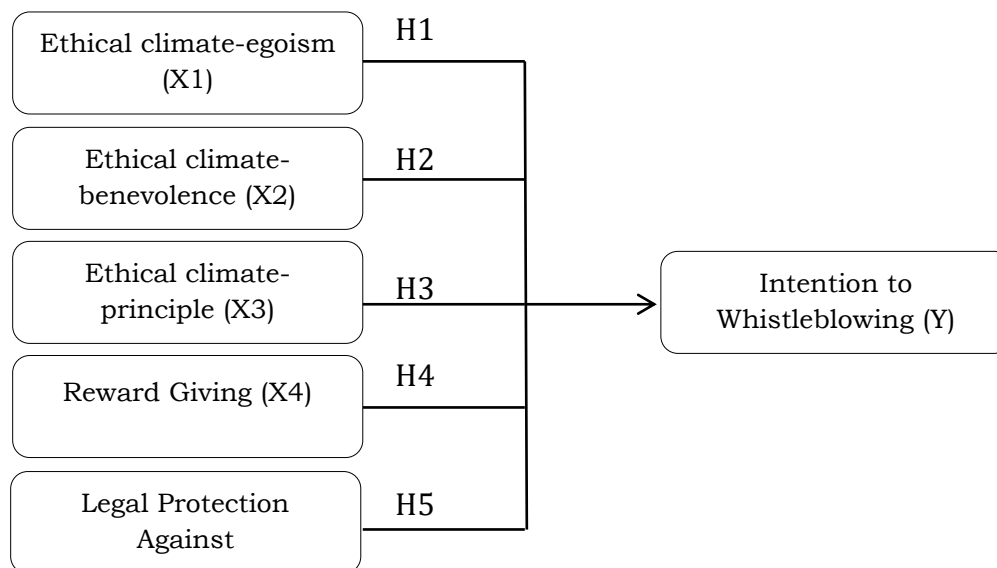 Ethical climate-egoism
(X1)
H1
Ethical climate-
benevolence (X2)
H2
Ethical climate-
principle (X3)
H3
Reward Giving (X4)
H4
Legal Protection
Against
H5
Intention to
Whistleblowing (Y)